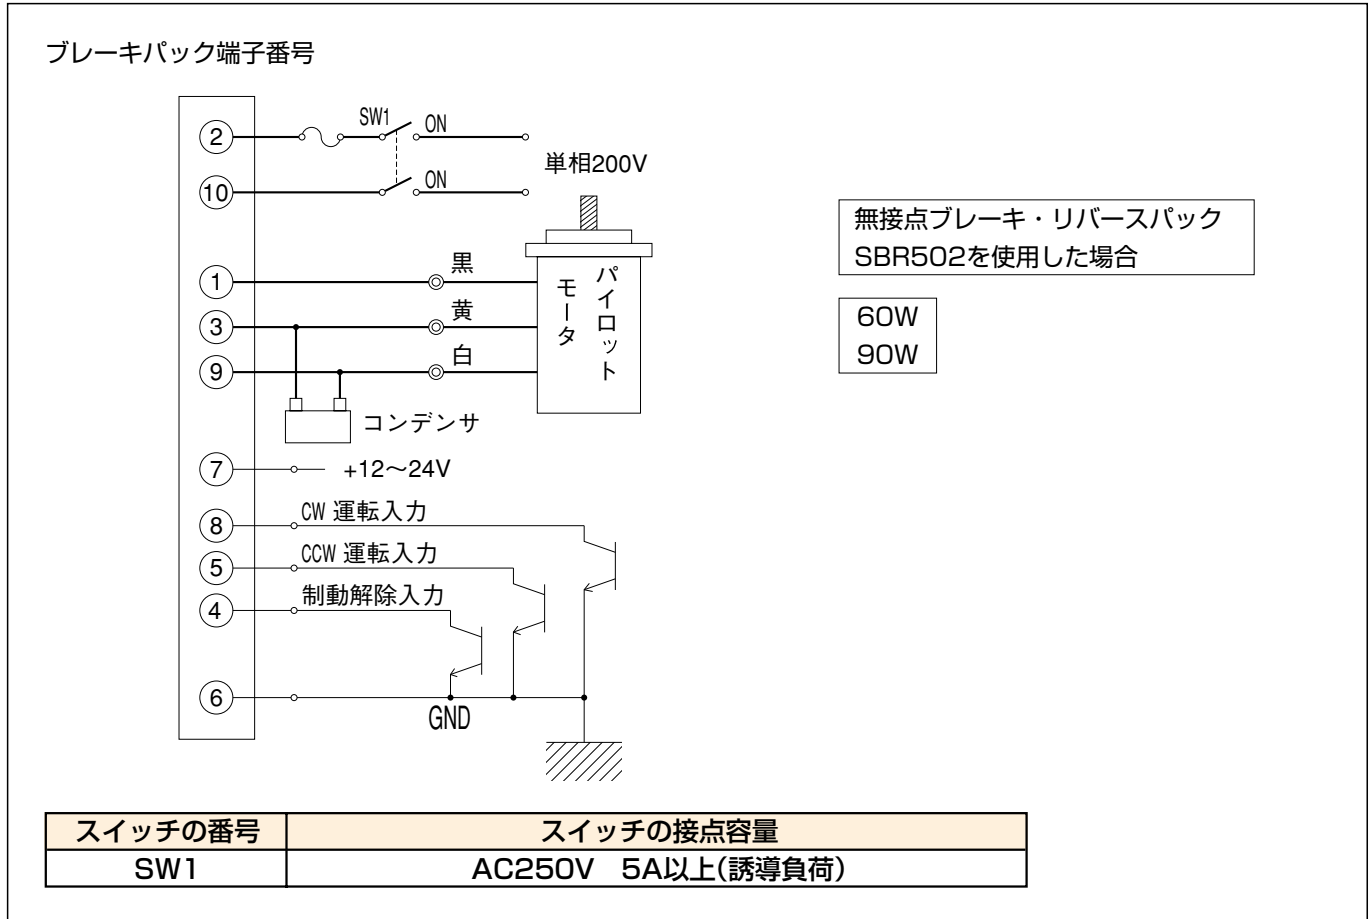 ブレーキパック端子番号
② SW1 ON
単相200V
⑩ ON
無接点ブレーキ・リバースパック
SBR502を使用した場合
① 黒
③ 黄
⑨ 白
パイロット
モータ
60W
90W
コンデンサ
⑦ +12〜24V
⑧ CW 運転入力
⑤ CCW 運転入力
④ 制動解除入力
⑥
GND
スイッチの番号 スイッチの接点容量
SW1 AC250V 5A以上(誘導負荷)